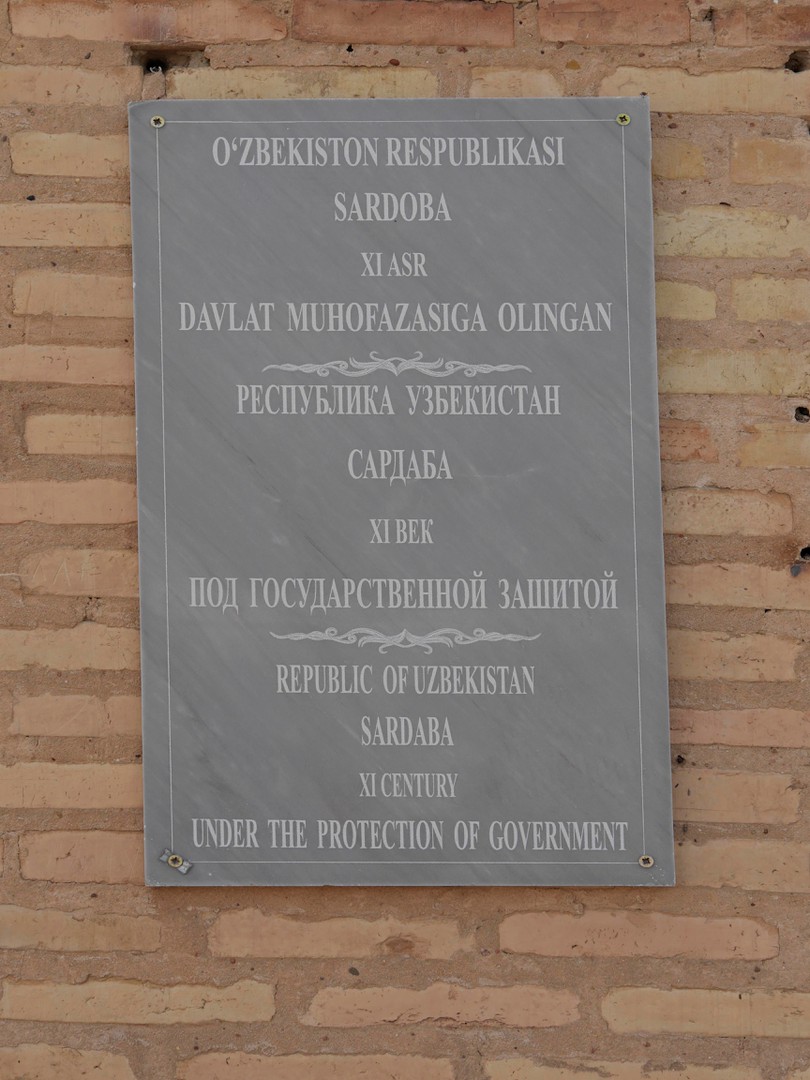 O‘ZBEKISTON RESPUBLIKASI
SARDOBA
XI ASR
DAVLAT MUHOFAZASIGA OLINGAN
РЕСПУБЛИКА УЗБЕКИСТАН
САРДАБА
XI ВЕК
ПОД ГОСУДАРСТВЕННОЙ ЗАШИТОЙ
REPUBLIC OF UZBEKISTAN
SARDABA
XI CENTURY
UNDER THE PROTECTION OF GOVERNMENT